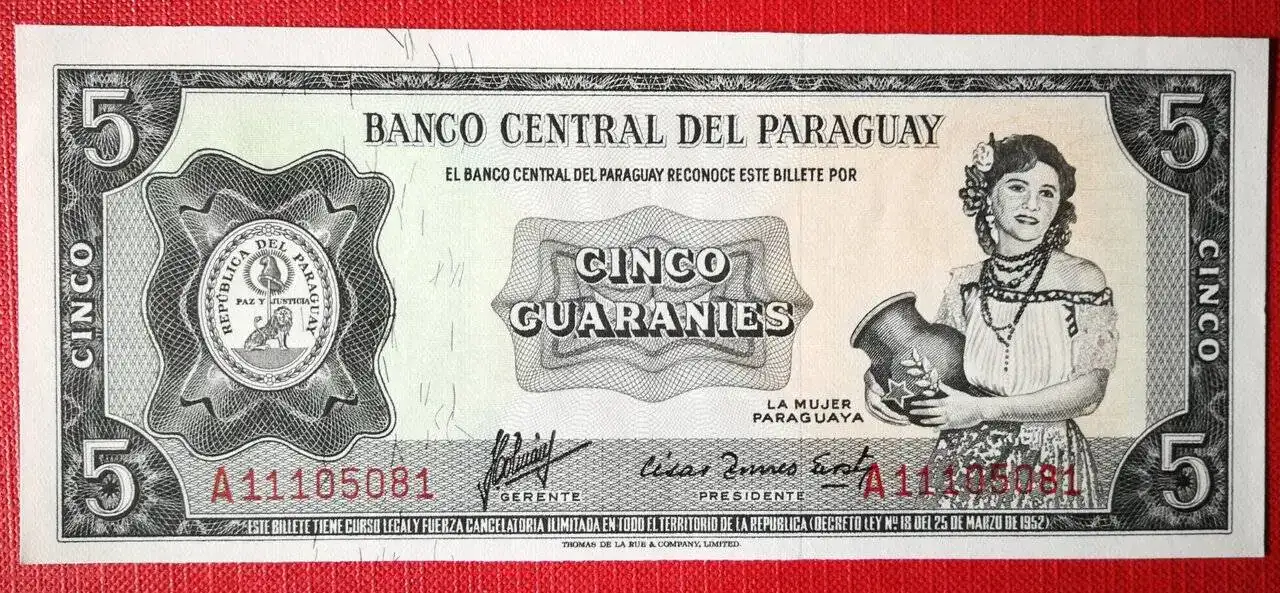 5
5
BANCO CENTRAL DEL PARAGUAY
EL BANCO CENTRAL DEL PARAGUAY RECONOCE ESTE BILLETE POR
CINCO
CINCO
REPÚBLICA DEL PARAGUAY
PAZ Y JUSTICIA
CINCO
GUARANIES
LA MUJER
PARAGUAYA
5
5
A11105081
GERENTE
PRESIDENTE
A11105081
ESTE BILLETE TIENE CURSO LEGAL Y FUERZA CANCELATORIA ILIMITADA EN TODO EL TERRITORIO DE LA REPUBLICA (DECRETO LEY Nº 18 DEL 25 DE MARZO DE 1952)
THOMAS DE LA RUE & COMPANY, LIMITED.